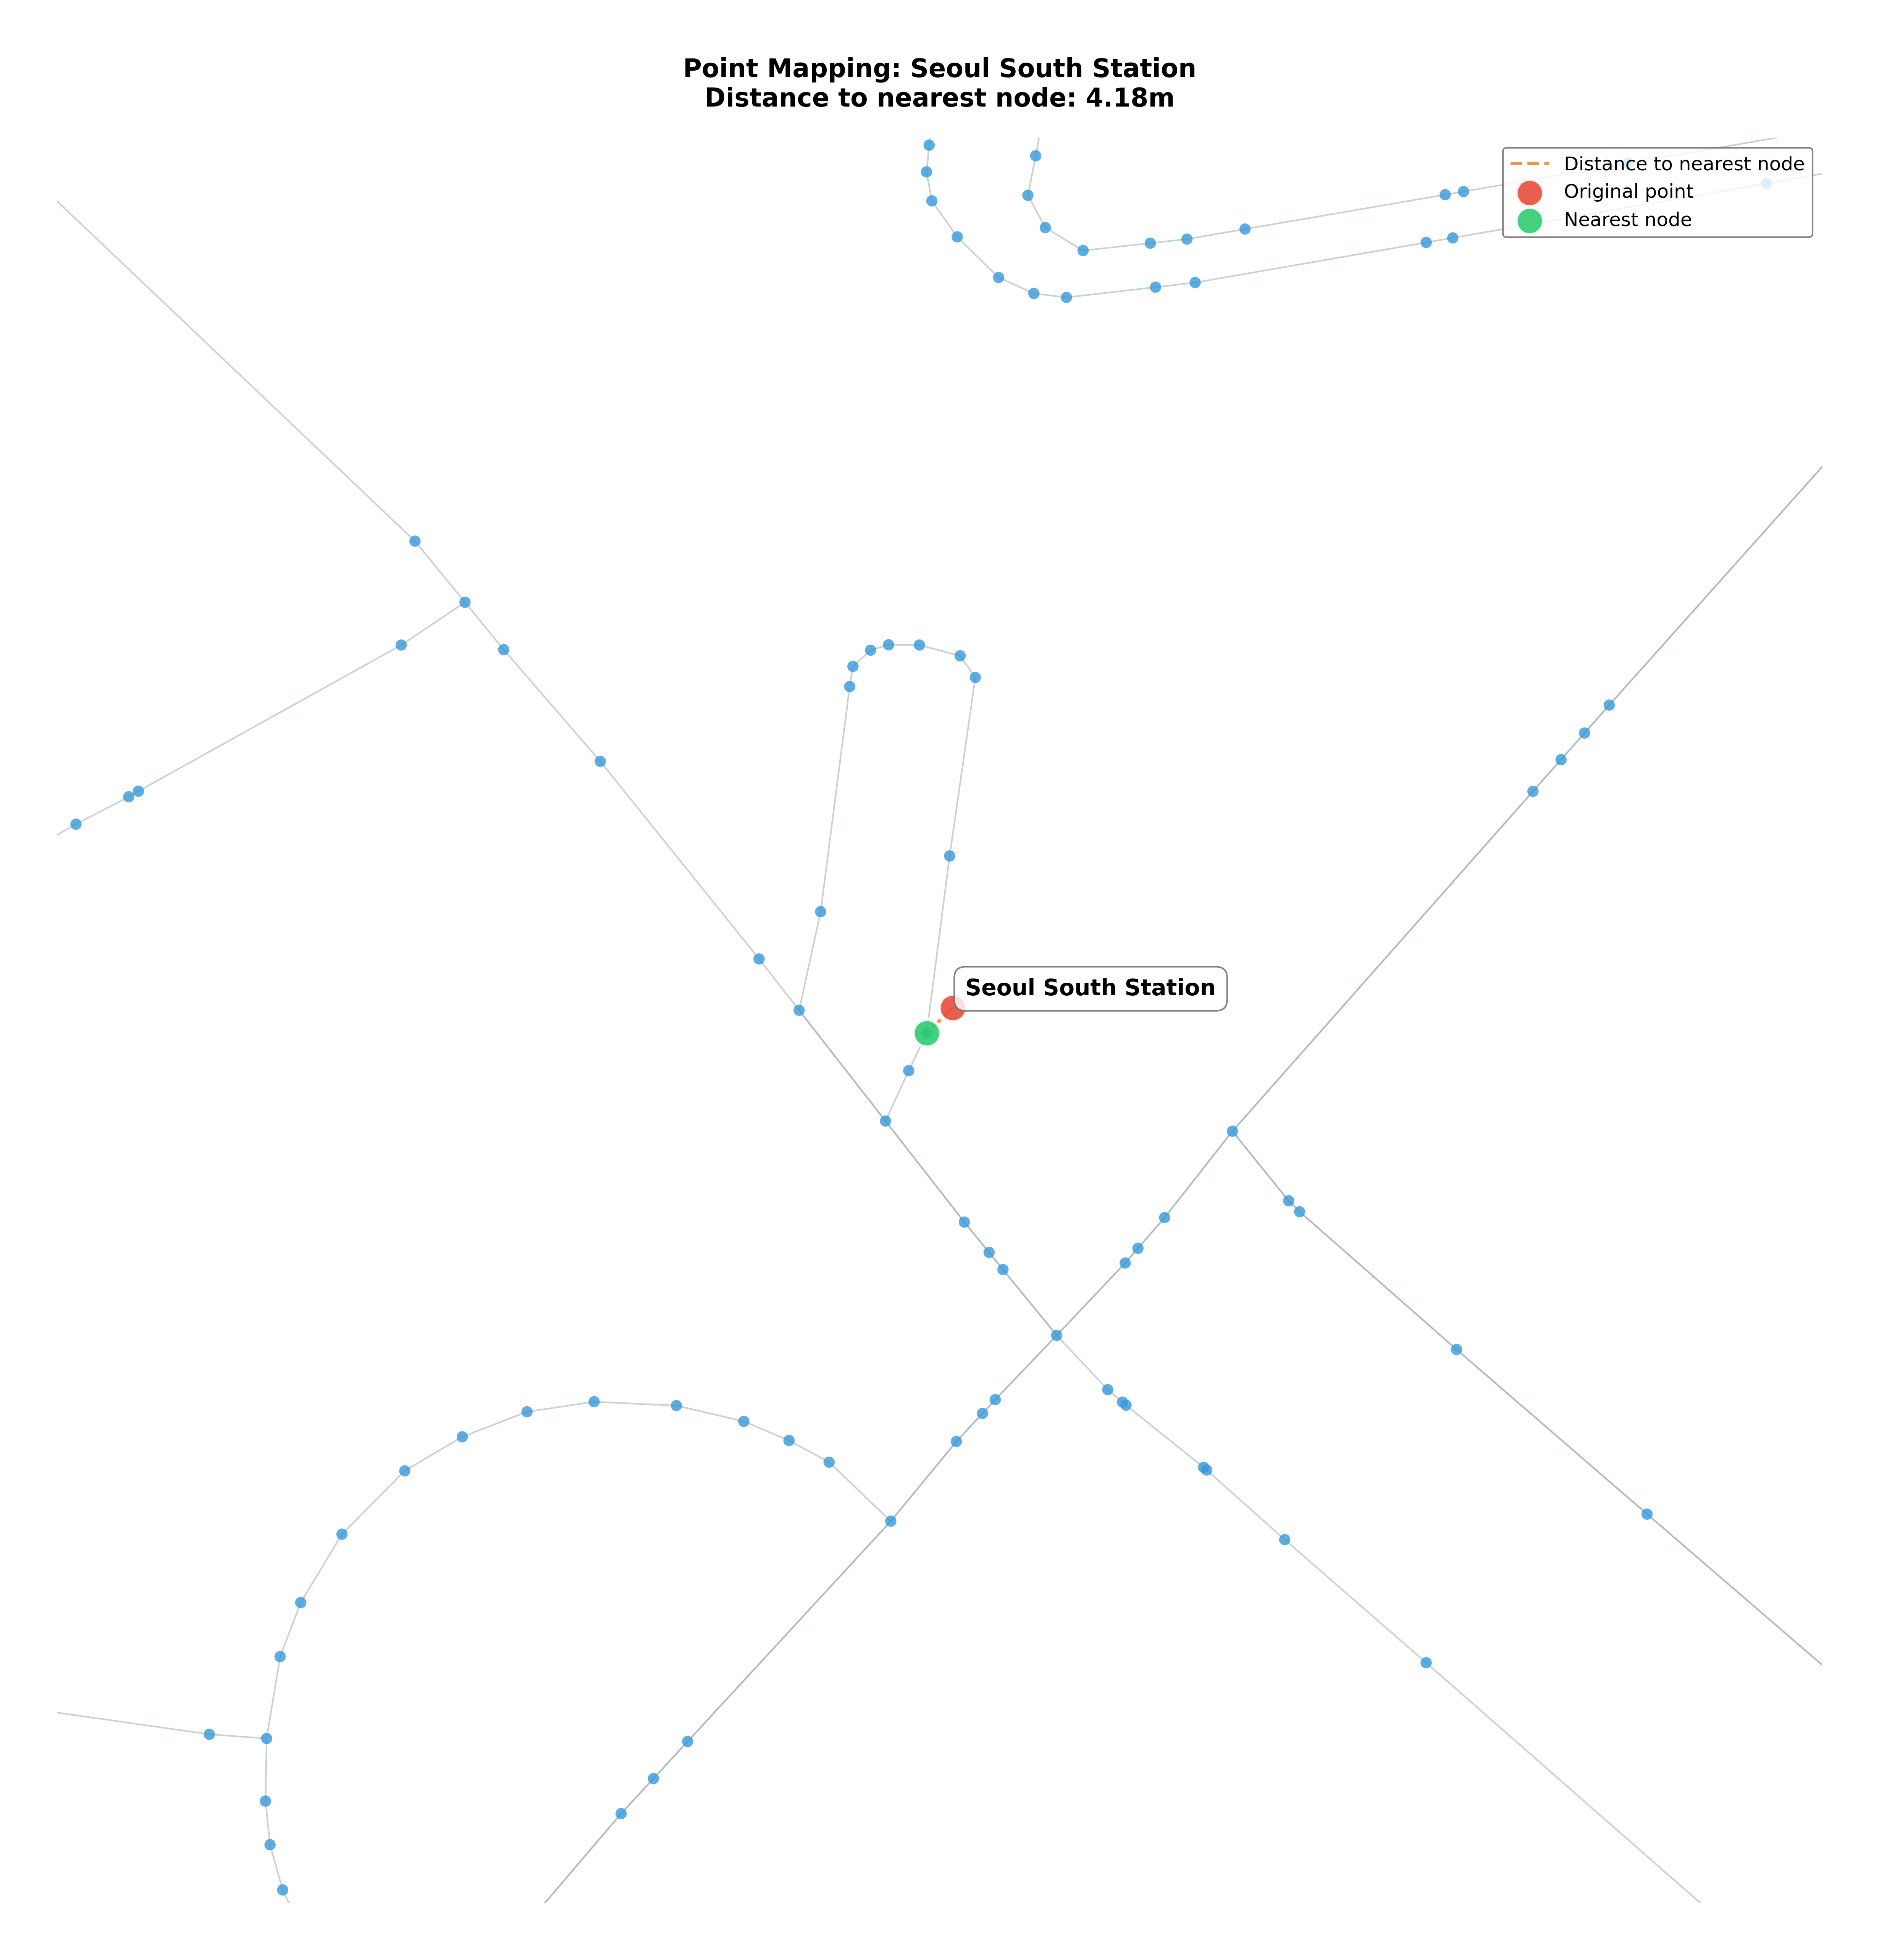 Point Mapping: Seoul South Station
Distance to nearest node: 4.18m
Distance to nearest node
Original point
Nearest node
Seoul South Station